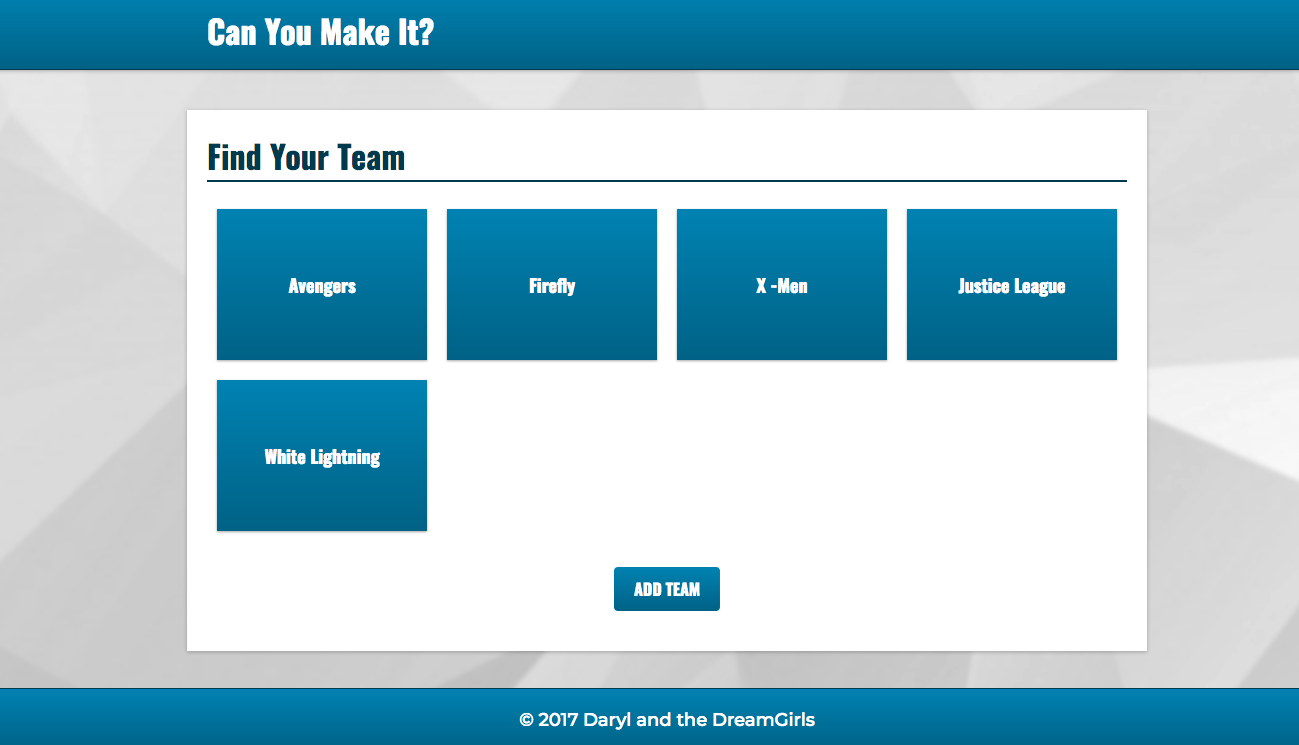 Can You Make It?
Find Your Team
Avengers
Firefly
X -Men
Justice League
White Lightning
ADD TEAM
© 2017 Daryl and the DreamGirls